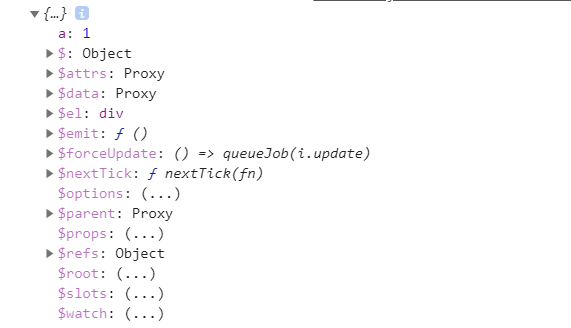 {…} i
a: 1
$: Object
$attrs: Proxy
$data: Proxy
$el: div
$emit: ƒ ()
$forceUpdate: () => queueJob(i.update)
$nextTick: ƒ nextTick(fn)
$options: (...)
$parent: Proxy
$props: (...)
$refs: Object
$root: (...)
$slots: (...)
$watch: (...)